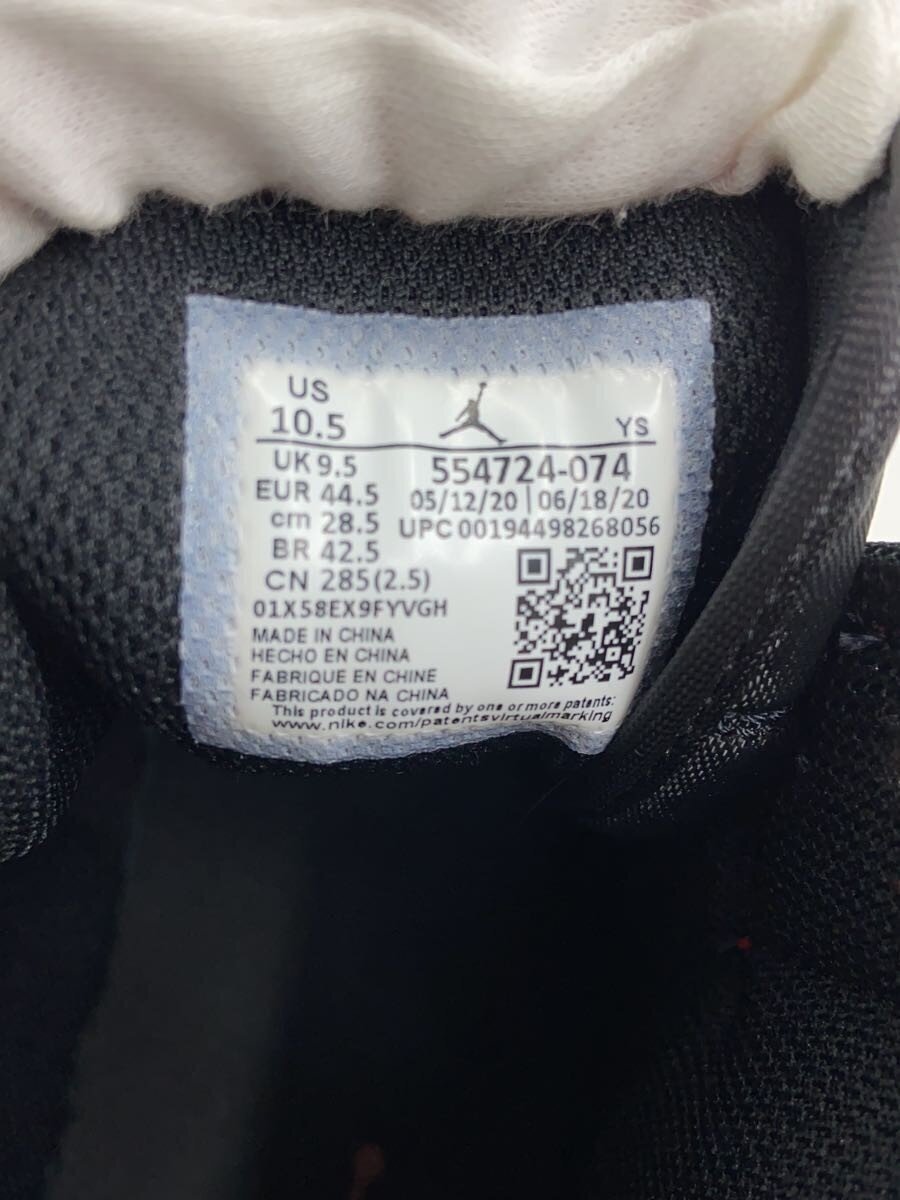 US
10.5
YS
UK 9.5
EUR 44.5
cm 28.5
BR 42.5
CN 285(2.5)
554724-074
05/12/20 | 06/18/20
UPC 00194498268056
01X58EX9FYVGH
MADE IN CHINA
HECHO EN CHINA
FABRIQUE EN CHINE
FABRICADO NA CHINA
This product is covered by one or more patents:
www.nike.com/patentsvirtualmarking